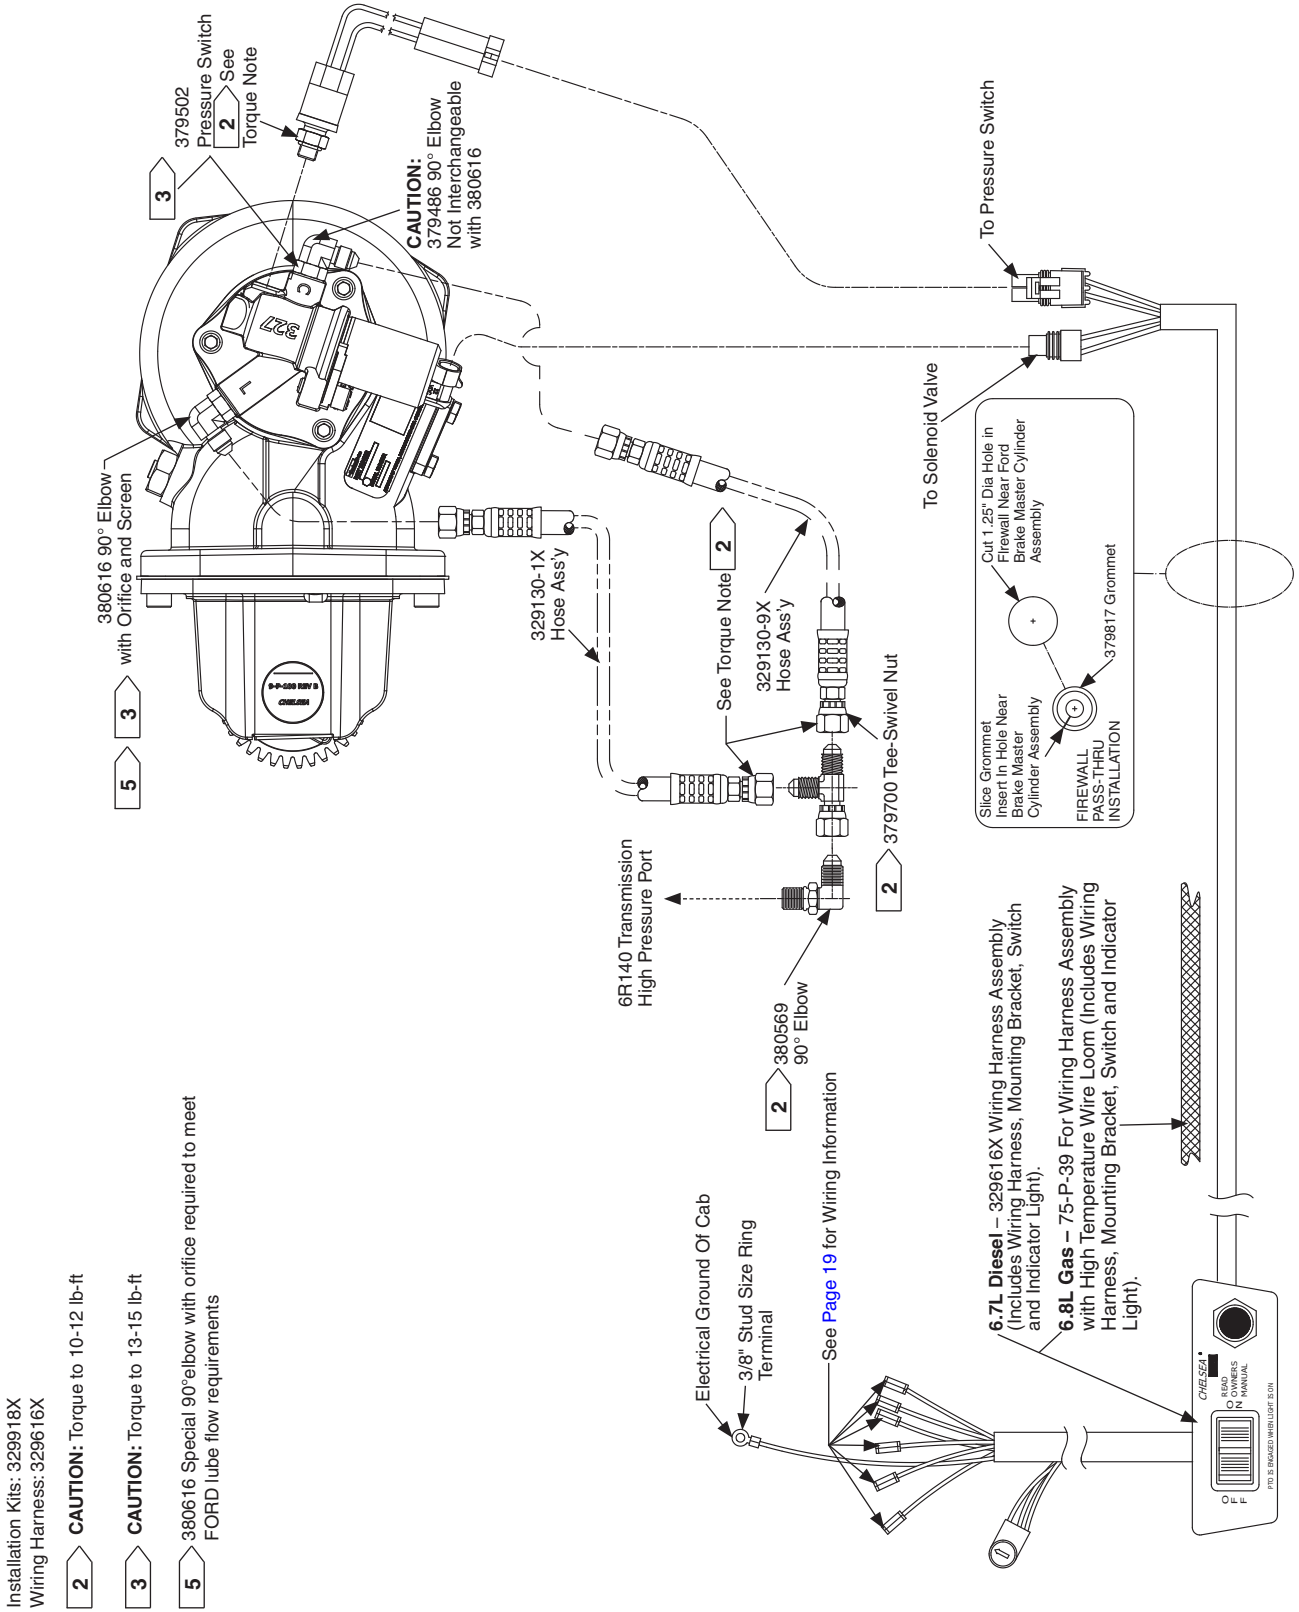 Installation Kits: 329918X
Wiring Harness: 329616X
2 CAUTION: Torque to 10-12 lb-ft
3 CAUTION: Torque to 13-15 lb-ft
5 380616 Special 90°elbow with orifice required to meet
FORD lube flow requirements
5 3 380616 90° Elbow
with Orifice and Screen
3
379502
Pressure Switch
2 See
Torque Note
CAUTION:
379486 90° Elbow
Not Interchangeable
with 380616
L
C
327
9-P-108 REV B
CHELSEA
329130-1X
Hose Ass'y
See Torque Note 2
329130-9X
Hose Ass'y
6R140 Transmission
High Pressure Port
2 379700 Tee-Swivel Nut
2 380569
90° Elbow
To Pressure Switch
To Solenoid Valve
Cut 1.25" Dia Hole in
Firewall Near Ford
Brake Master Cylinder
Assembly
Slice Grommet
Insert In Hole Near
Brake Master
Cylinder Assembly
379817 Grommet
FIREWALL
PASS-THRU
INSTALLATION
Electrical Ground Of Cab
3/8" Stud Size Ring
Terminal
See Page 19 for Wiring Information
6.7L Diesel – 329616X Wiring Harness Assembly
(Includes Wiring Harness, Mounting Bracket, Switch
and Indicator Light).
6.8L Gas – 75-P-39 For Wiring Harness Assembly
with High Temperature Wire Loom (Includes Wiring
Harness, Mounting Bracket, Switch and Indicator
Light).
CHELSEA
READ
OWNERS
MANUAL
ON
OFF
PTO IS ENGAGED WHEN LIGHT IS ON